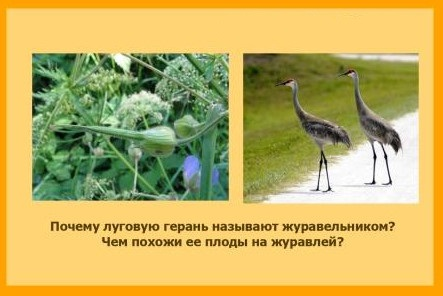 Почему луговую герань называют журавельником?
Чем похожи ее плоды на журавлей?